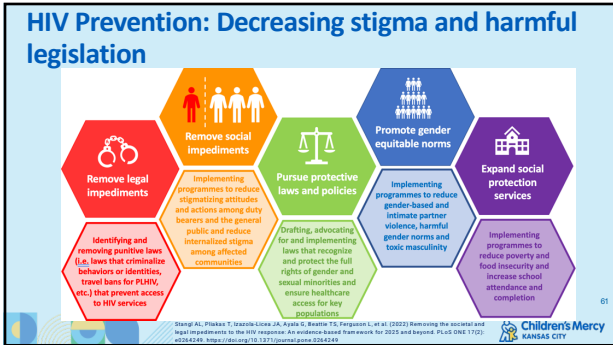 HIV Prevention: Decreasing stigma and harmful
legislation
Remove legal
impediments
Identifying and
removing punitive laws
(i.e. laws that criminalize
behaviors or identities,
travel bans for PLHIV,
etc.) that prevent access
to HIV services
Remove social
impediments
Implementing
programmes to reduce
stigmatizing attitudes
and actions among duty
bearers and the general
public and reduce
internalized stigma
among affected
communities
Pursue protective
laws and policies
Drafting, advocating
for and implementing
laws that recognize
and protect the full
rights of gender and
sexual minorities and
ensure healthcare
access for key
populations
Promote gender
equitable norms
Implementing
programmes to reduce
gender-based and
intimate partner
violence, harmful
gender norms and
toxic masculinity
Expand social
protection
services
Implementing
programmes to
reduce poverty and
food insecurity and
increase school
attendance and
completion
61
Stangl AL, Pliakas T, Izazola-Licea JA, Ayala G, Beattie TS, Ferguson L, et al. (2022) Removing the societal and
legal impediments to the HIV response: An evidence-based framework for 2025 and beyond. PLoS ONE 17(2):
e0264249. https://doi.org/10.1371/journal.pone.0264249
Children's Mercy
KANSAS CITY